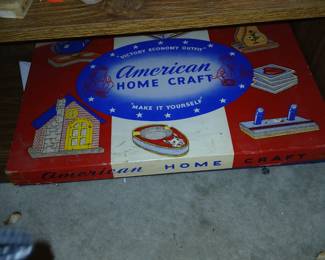 "VICTORY ECONOMY OUTFIT"
American
HOME CRAFT
"MAKE IT YOURSELF"
American HOME CRAFT